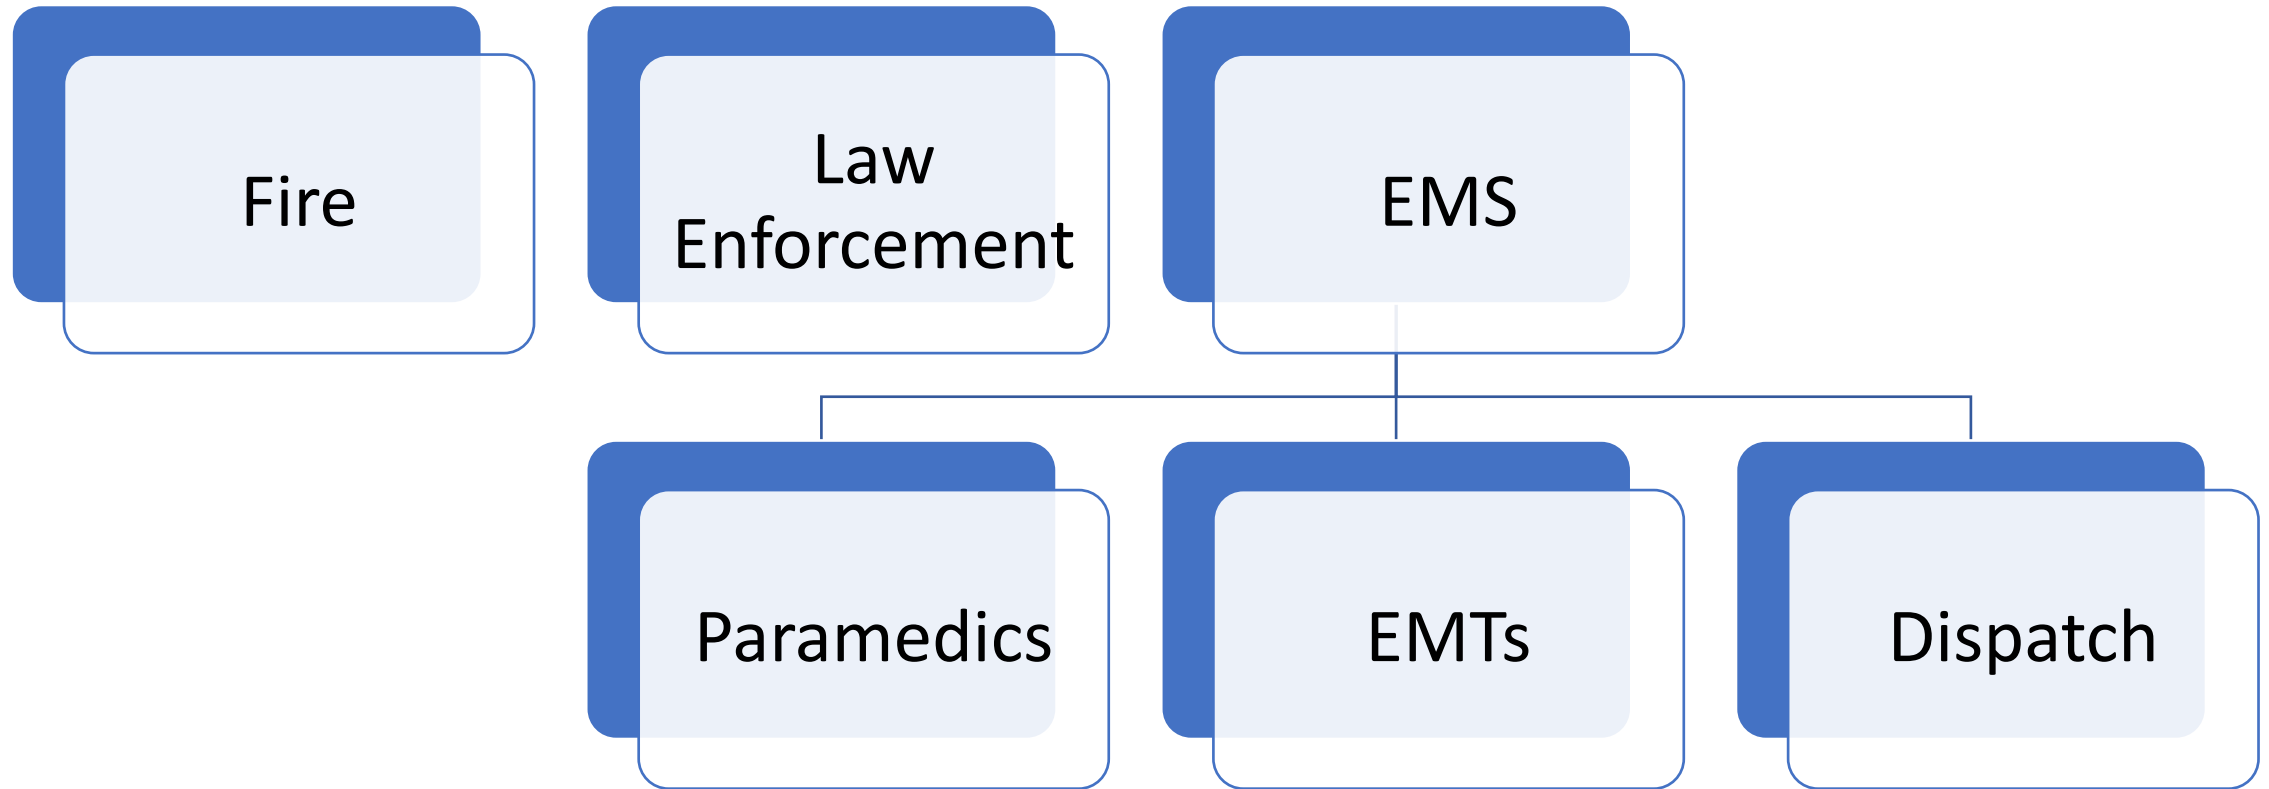 Fire
Law
Enforcement
EMS
Paramedics
EMTs
Dispatch